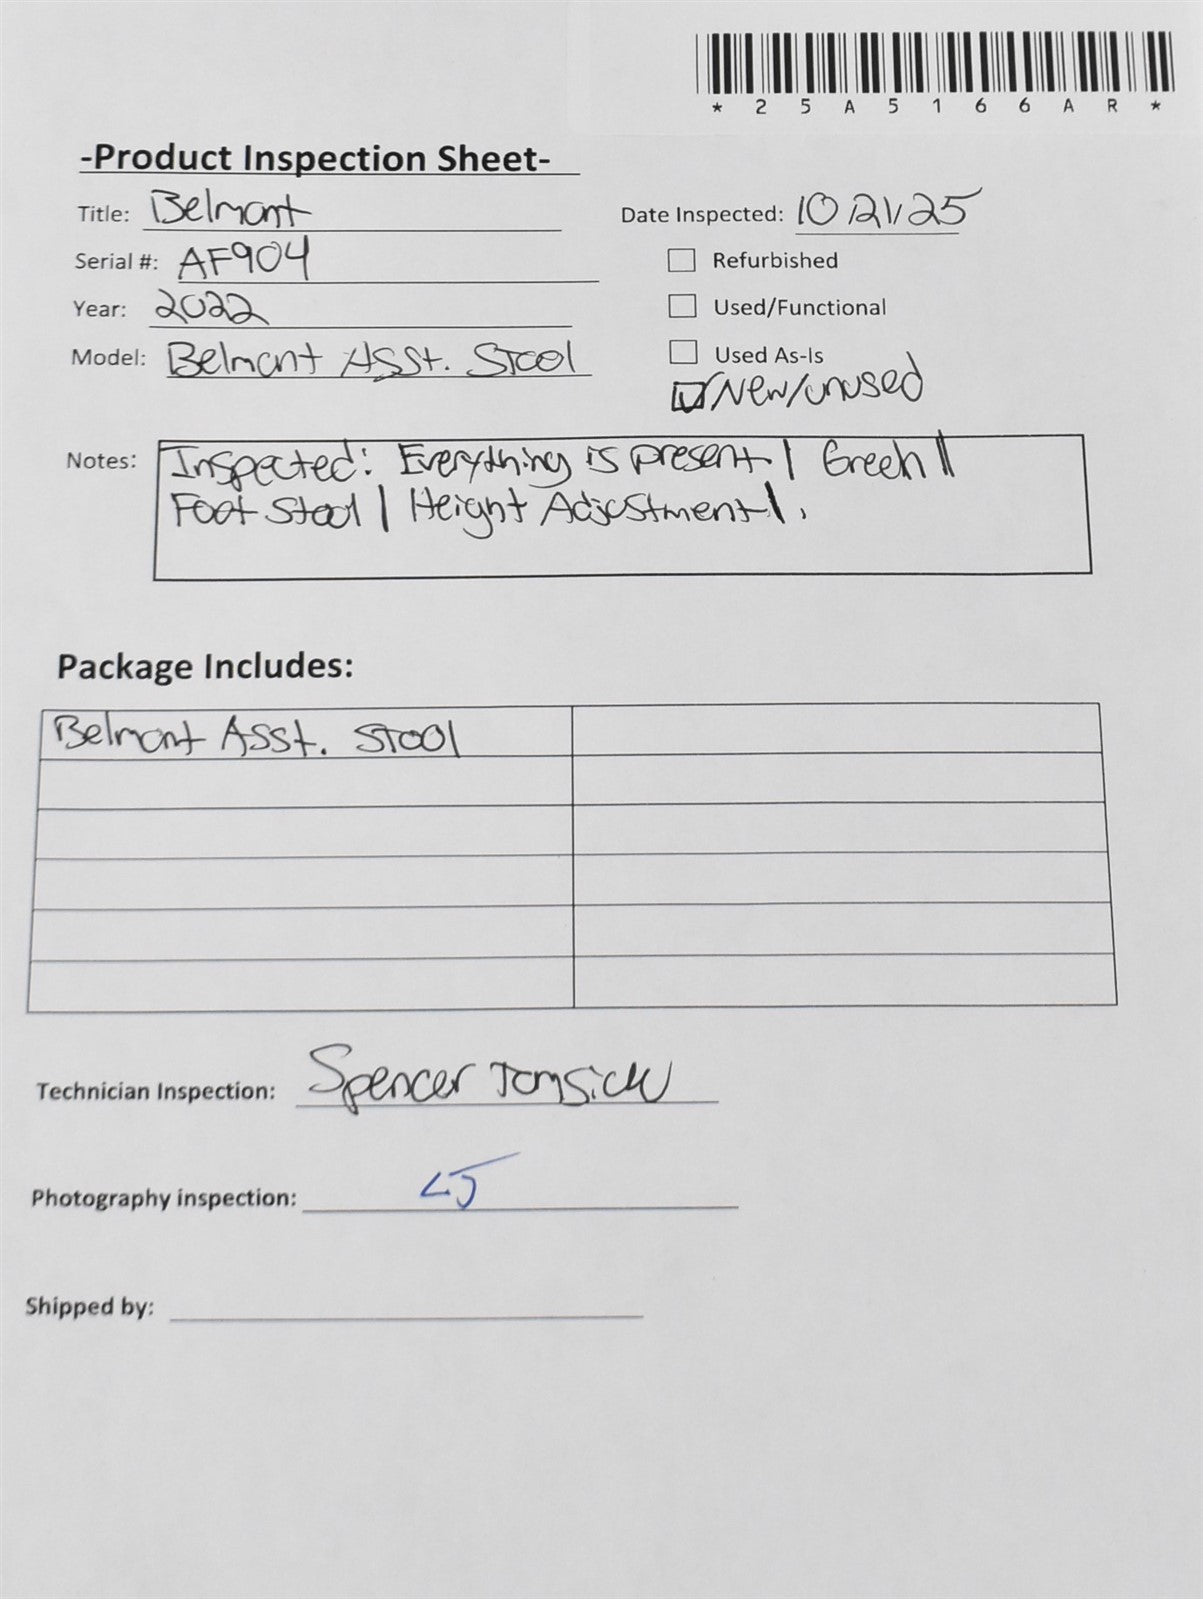 *25A5166AR*
-Product Inspection Sheet-
Title: Belmont
Date Inspected: 10/21/25
Serial #: AF904
Refurbished
Year: 2022
Used/Functional
Model: Belmont Asst. Stool
Used As-Is
New/unused
Notes: Inspected: Everything is present | Green ||
Foot Stool | Height Adjustment | .
Package Includes:
Belmont Asst. Stool
Technician Inspection: Spencer Tomsick
Photography inspection: LJ
Shipped by: